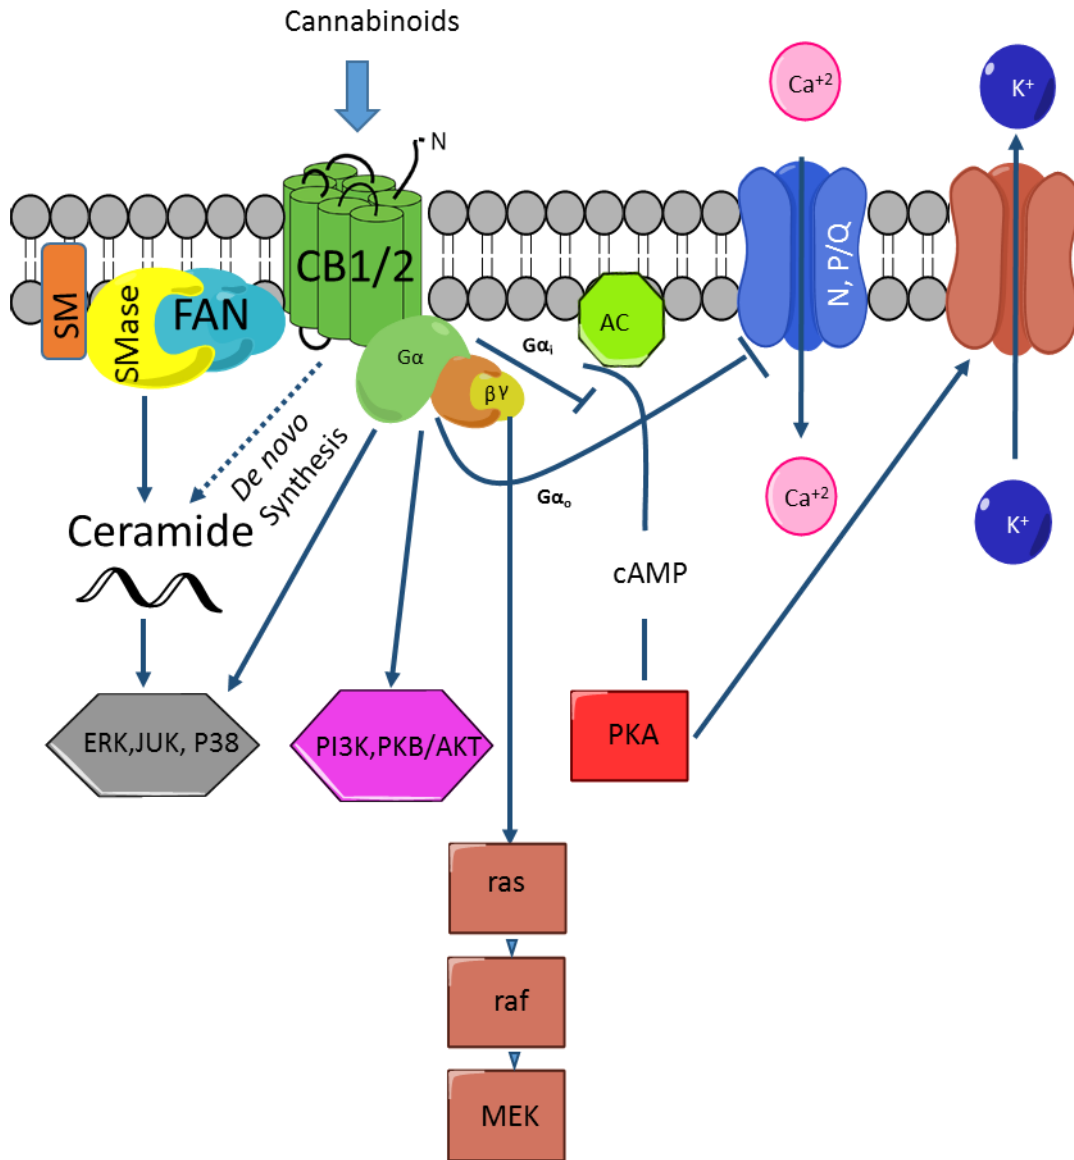 Cannabinoids
N
Ca+2
K+
CB1/2
SM
SMase
FAN
Gα
βγ
Gαi
AC
N, P/Q
De novo
Synthesis
Gαo
Ca+2
K+
Ceramide
cAMP
ERK,JUK, P38
PI3K,PKB/AKT
PKA
ras
raf
MEK